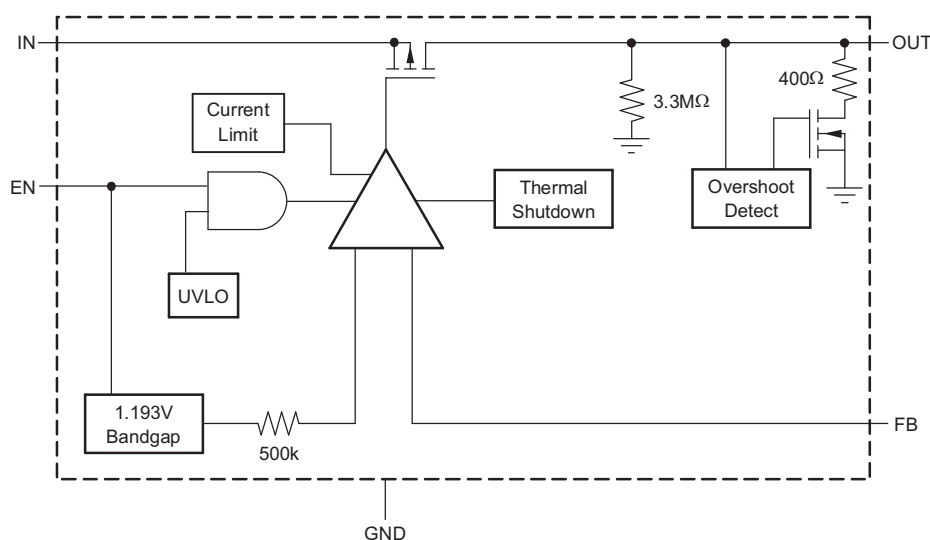 IN
OUT
400Ω
3.3MΩ
Current
Limit
EN
Thermal
Shutdown
Overshoot
Detect
UVLO
1.193V
Bandgap
500k
FB
GND